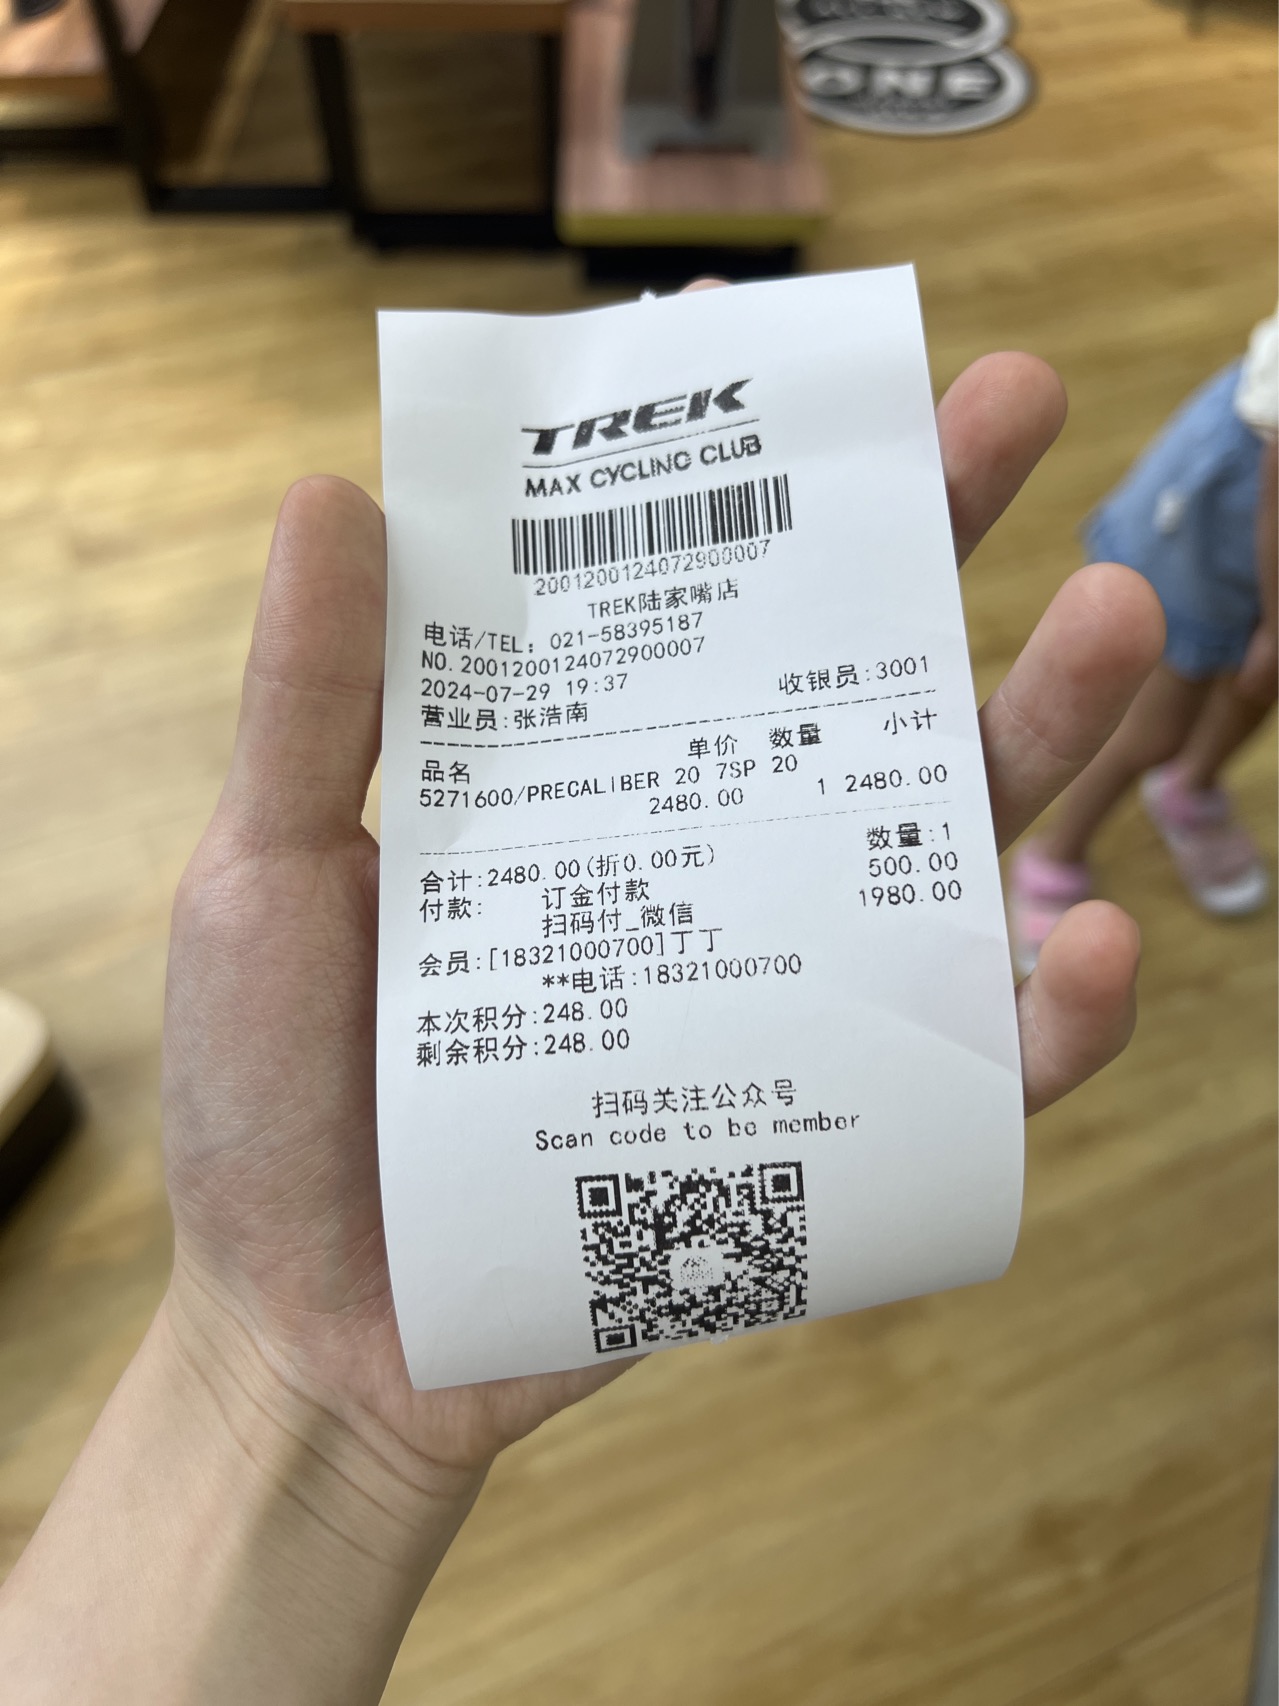 ONE
TREK
MAX CYCLING CLUB
2001200124072900007
TREK陆家嘴店
电话/TEL: 021-58395187
NO.2001200124072900007
2024-07-29 19:37 收银员:3001
营业员:张浩南
品名 单价 数量 小计
5271600/PRECALIBER 20 7SP 20
2480.00 1 2480.00
合计:2480.00(折0.00元) 数量:1
付款: 订金付款 500.00
扫码付_微信 1980.00
会员:[18321000700]丁丁
**电话:18321000700
本次积分:248.00
剩余积分:248.00
扫码关注公众号
Scan code to be member